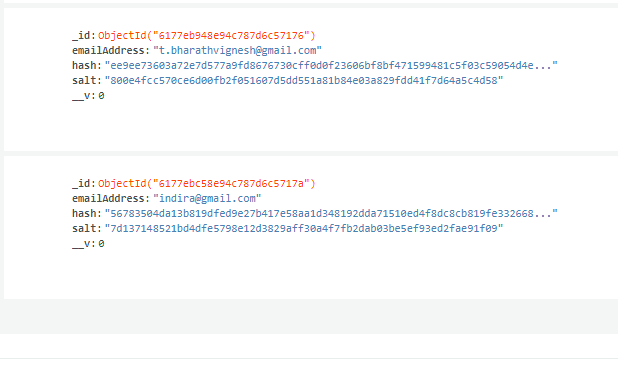 _id: ObjectId("6177eb948e94c787d6c57176")
emailAddress: "t.bharathvignesh@gmail.com"
hash: "ee9ee73603a72e7d577a9fd8676730cff0d0f23606bf8bf471599481c5f03c59054d4e..."
salt: "800e4fcc570ce6d00fb2f051607d5dd551a81b84e03a829fdd41f7d64a5c4d58"
__v: 0
_id: ObjectId("6177ebc58e94c787d6c5717a")
emailAddress: "indira@gmail.com"
hash: "56783504da13b819dfed9e27b417e58aa1d348192dda71510ed4f8dc8cb819fe332668..."
salt: "7d137148521bd4dfe5798e12d3829aff30a4f7fb2dab03be5ef93ed2fae91f09"
__v: 0